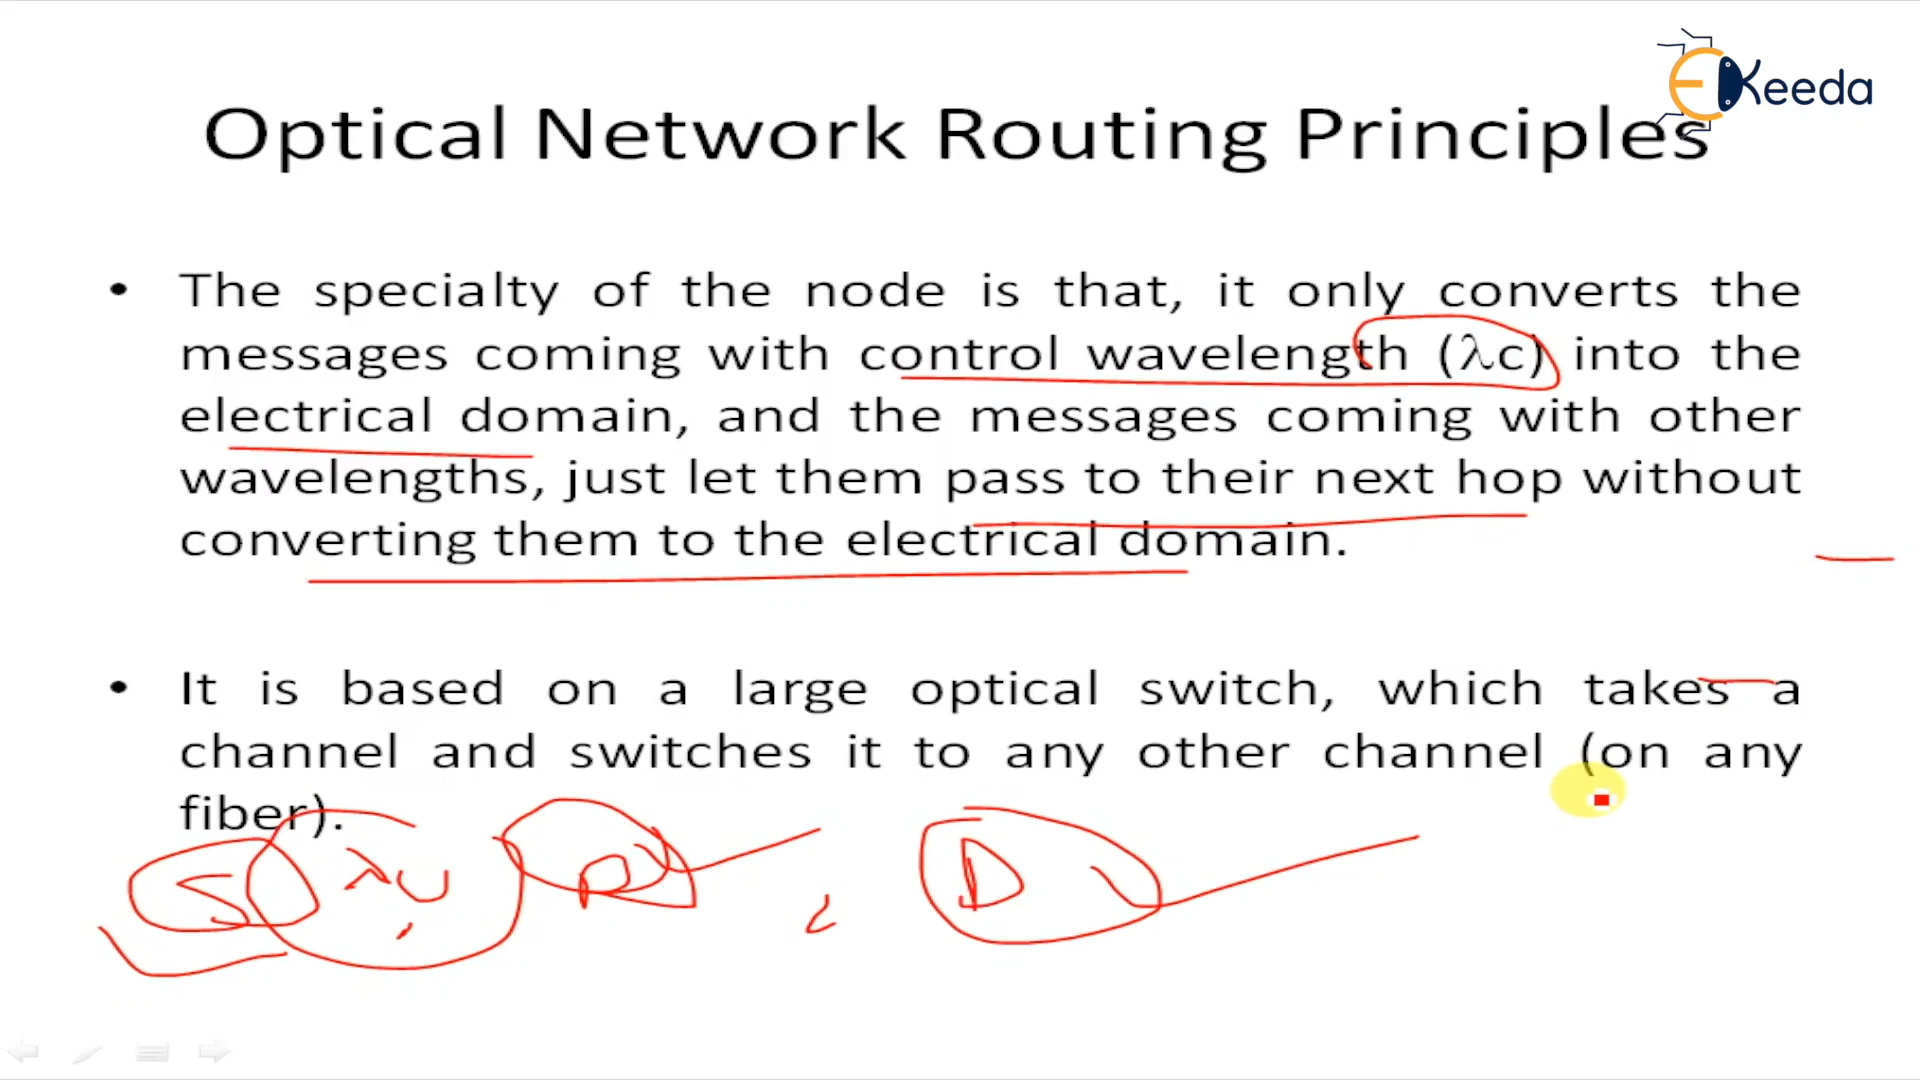 EKeeda
Optical Network Routing Principles
• The specialty of the node is that, it only converts the
messages coming with control wavelength (λc) into the
electrical domain, and the messages coming with other
wavelengths, just let them pass to their next hop without
converting them to the electrical domain.
• It is based on a large optical switch, which takes a
channel and switches it to any other channel (on any
fiber).
S R D